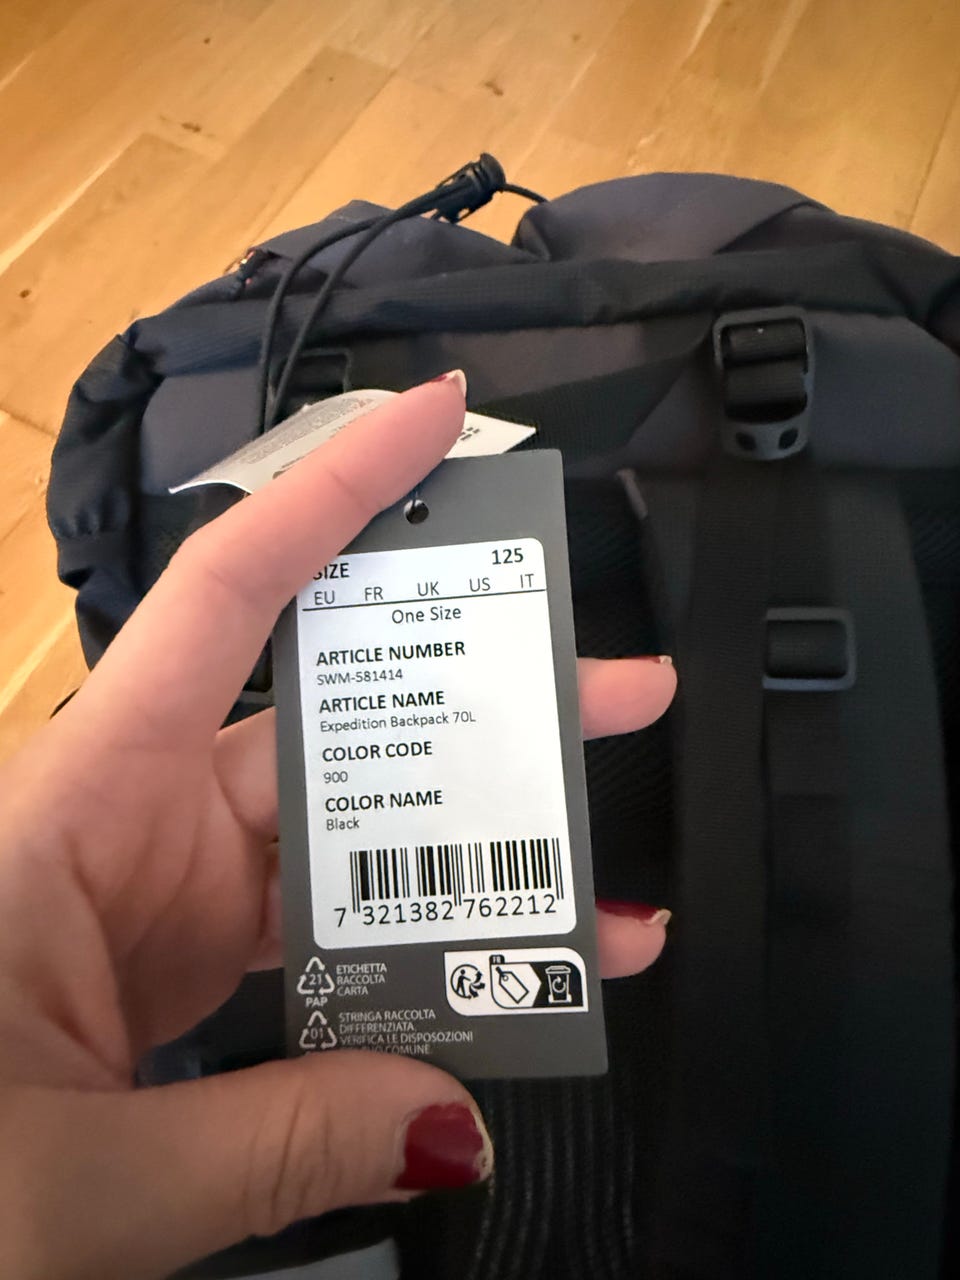 SIZE 125
EU FR UK US IT
One Size
ARTICLE NUMBER
SWM-581414
ARTICLE NAME
Expedition Backpack 70L
COLOR CODE
900
COLOR NAME
Black
7 321382 762212
21
PAP
ETICHETTA
RACCOLTA
CARTA
FR
01
STRINGA RACCOLTA
DIFFERENZIATA.
VERIFICA LE DISPOSIZIONI
COMUNE.